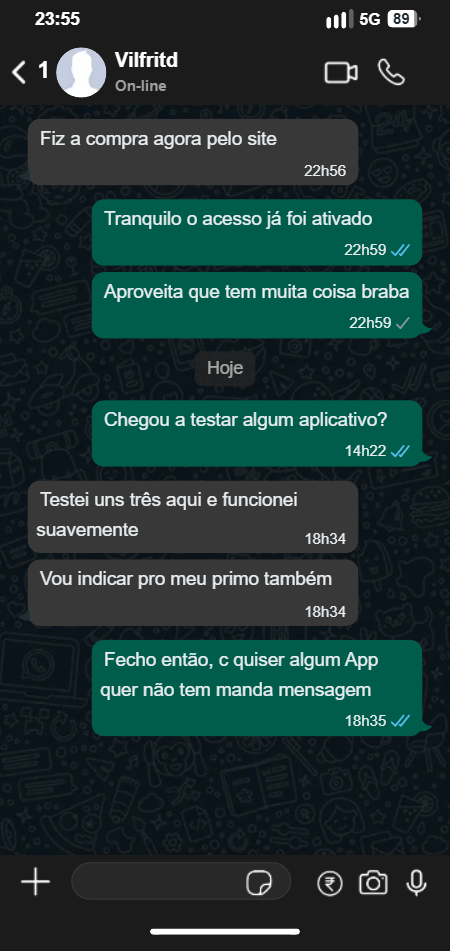 23:55
5G 89
1 Vilfritd
On-line
Fiz a compra agora pelo site
22h56
Tranquilo o acesso já foi ativado
22h59
Aproveita que tem muita coisa braba
22h59
Hoje
Chegou a testar algum aplicativo?
14h22
Testei uns três aqui e funcionei
suavemente
18h34
Vou indicar pro meu primo também
18h34
Fecho então, c quiser algum App
quer não tem manda mensagem
18h35
₹